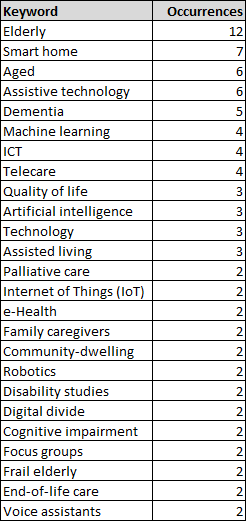 Keyword Occurrences
Elderly 12
Smart home 7
Aged 6
Assistive technology 6
Dementia 5
Machine learning 4
ICT 4
Telecare 4
Quality of life 3
Artificial intelligence 3
Technology 3
Assisted living 3
Palliative care 2
Internet of Things (IoT) 2
e-Health 2
Family caregivers 2
Community-dwelling 2
Robotics 2
Disability studies 2
Digital divide 2
Cognitive impairment 2
Focus groups 2
Frail elderly 2
End-of-life care 2
Voice assistants 2